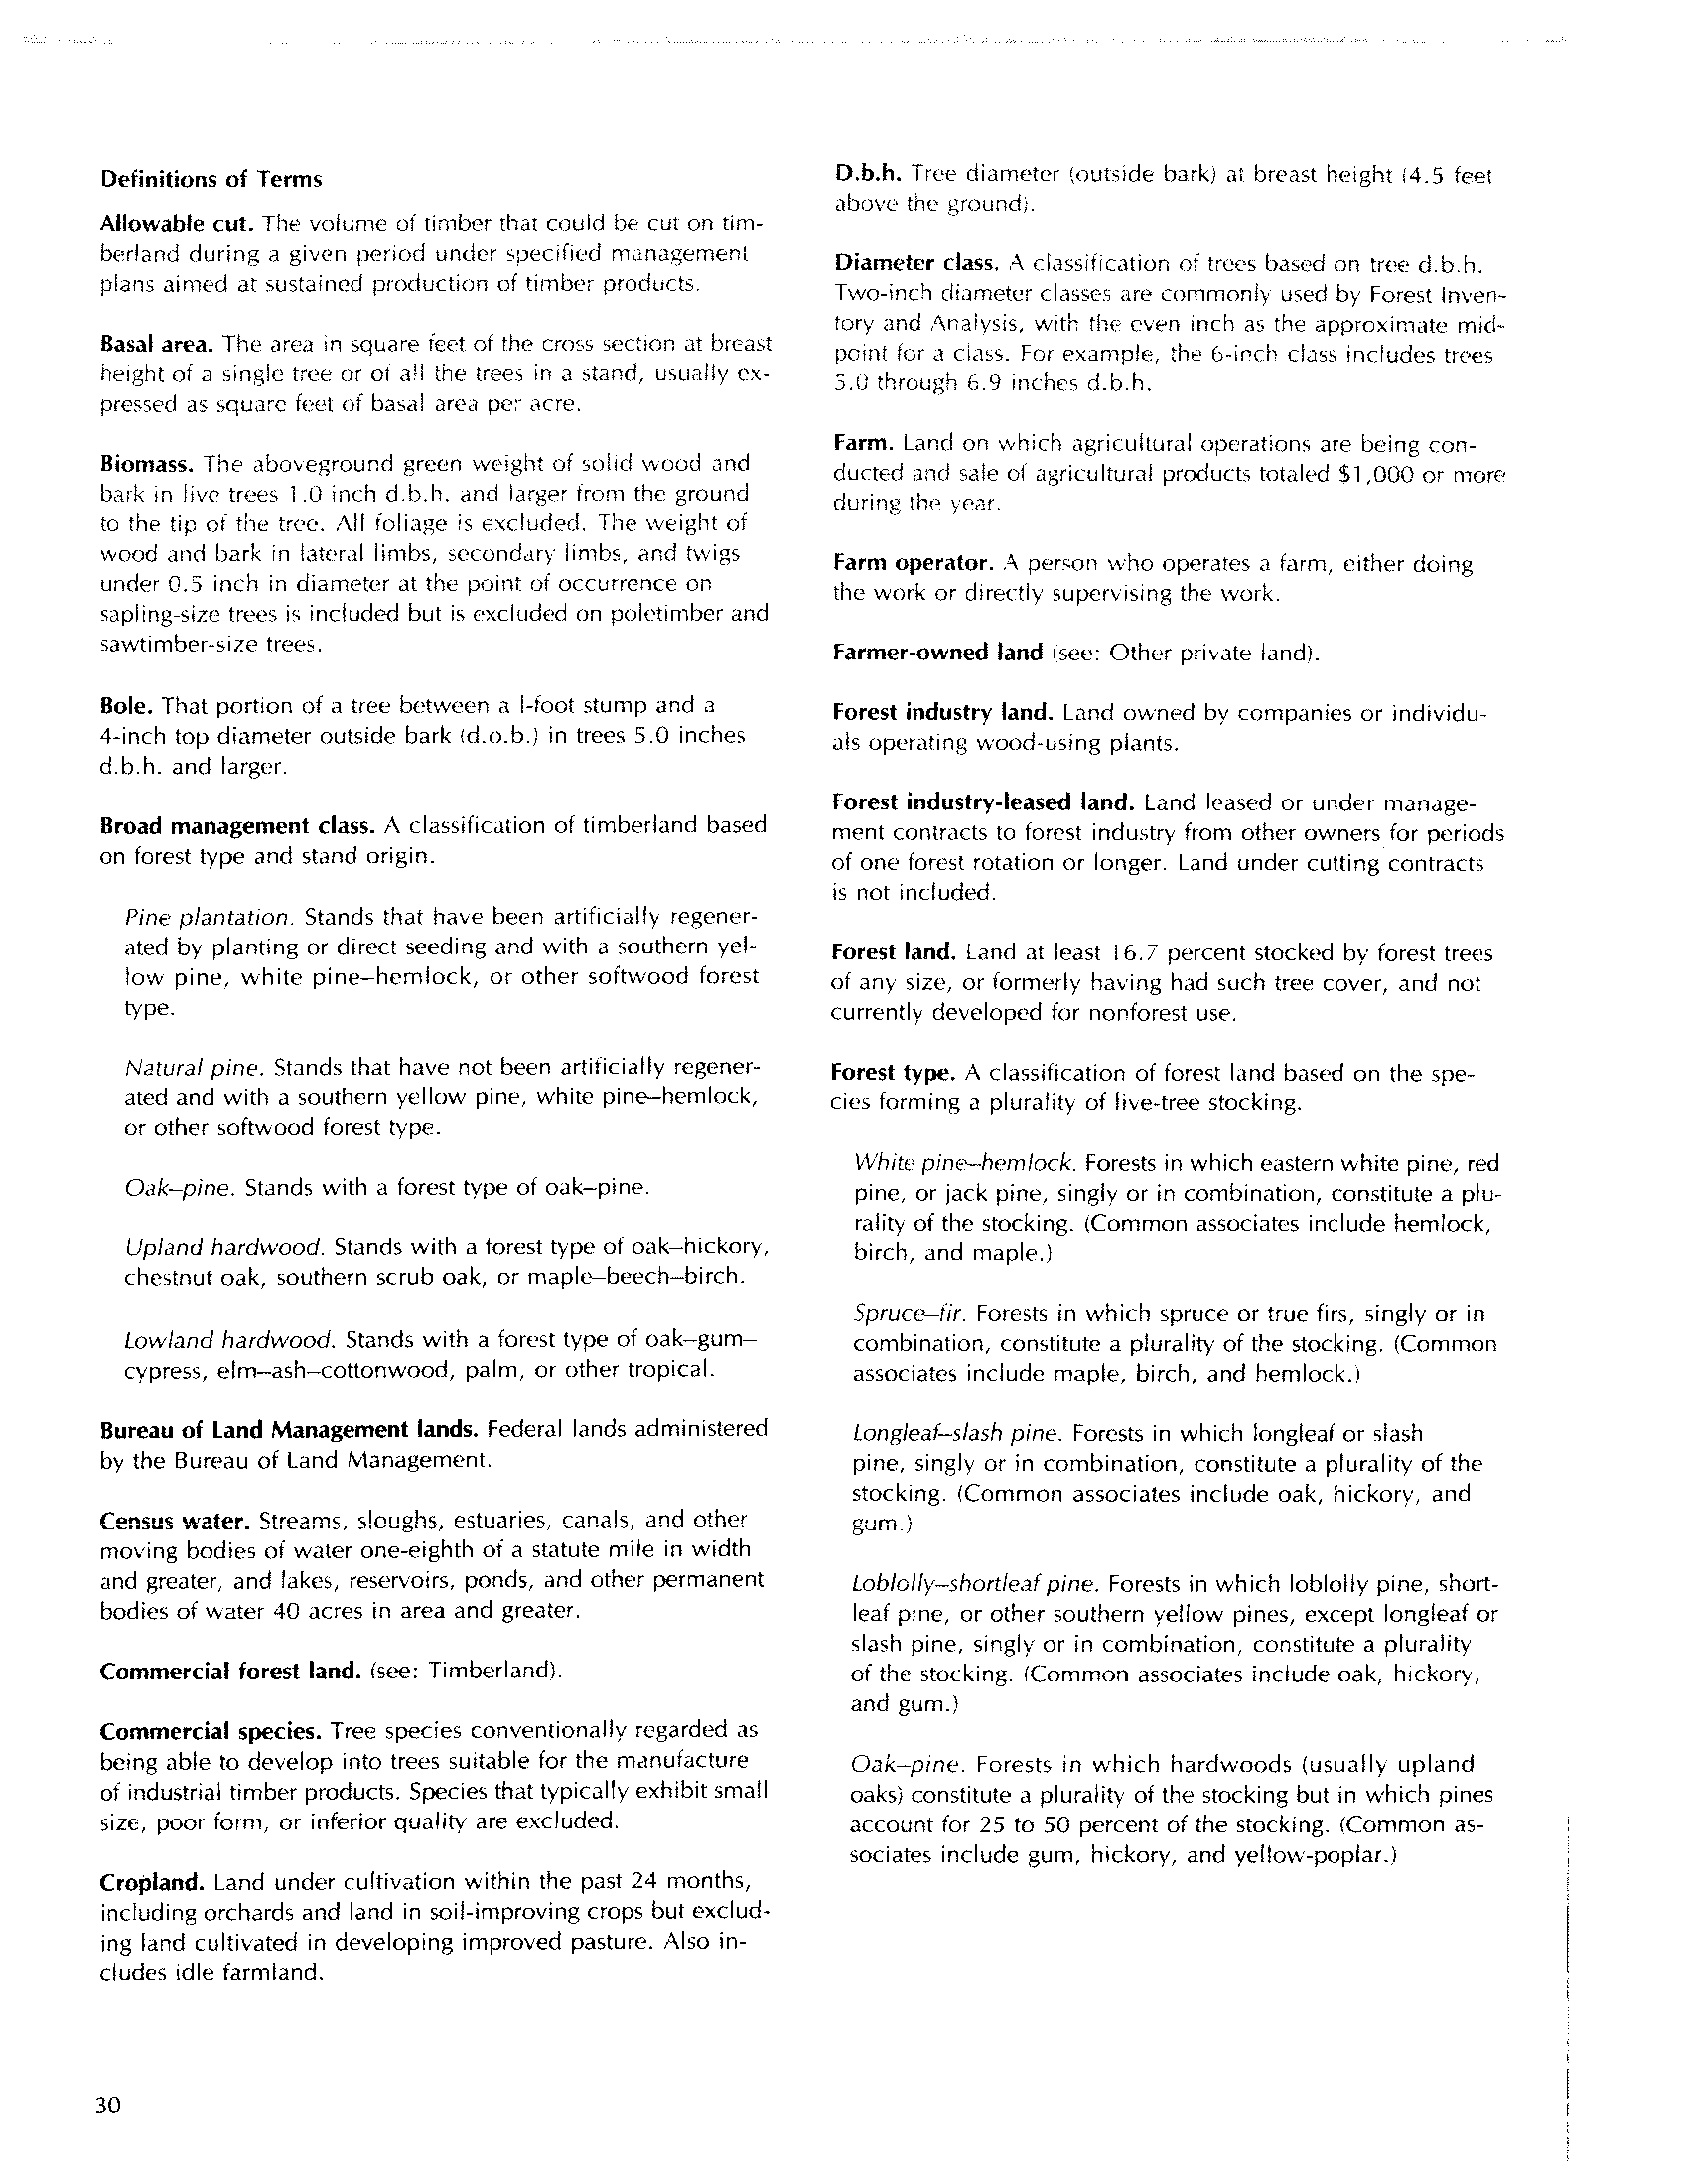 Definitions of Terms
Allowable cut. The volume of timber that could be cut on tim-
berland during a given period under specified management
plans aimed at sustained production of timber products.
Basal area. The area in square feet of the cross section at breast
height of a single tree or of all the trees in a stand, usually ex-
pressed as square feet of basal area per acre.
Biomass. The aboveground green weight of solid wood and
bark in live trees 1.0 inch d.b.h. and larger from the ground
to the tip of the tree. All foliage is excluded. The weight of
wood and bark in lateral limbs, secondary limbs, and twigs
under 0.5 inch in diameter at the point of occurrence on
sapling-size trees is included but is excluded on poletimber and
sawtimber-size trees.
Bole. That portion of a tree between a l-foot stump and a
4-inch top diameter outside bark (d.o.b.) in trees 5.0 inches
d.b.h. and larger.
Broad management class. A classification of timberland based
on forest type and stand origin.
Pine plantation. Stands that have been artificially regener-
ated by planting or direct seeding and with a southern yel-
low pine, white pine–hemlock, or other softwood forest
type.
Natural pine. Stands that have not been artificially regener-
ated and with a southern yellow pine, white pine–hemlock,
or other softwood forest type.
Oak–pine. Stands with a forest type of oak–pine.
Upland hardwood. Stands with a forest type of oak–hickory,
chestnut oak, southern scrub oak, or maple–beech–birch.
Lowland hardwood. Stands with a forest type of oak–gum–
cypress, elm–ash–cottonwood, palm, or other tropical.
Bureau of Land Management lands. Federal lands administered
by the Bureau of Land Management.
Census water. Streams, sloughs, estuaries, canals, and other
moving bodies of water one-eighth of a statute mile in width
and greater, and lakes, reservoirs, ponds, and other permanent
bodies of water 40 acres in area and greater.
Commercial forest land. (see: Timberland).
Commercial species. Tree species conventionally regarded as
being able to develop into trees suitable for the manufacture
of industrial timber products. Species that typically exhibit small
size, poor form, or inferior quality are excluded.
Cropland. Land under cultivation within the past 24 months,
including orchards and land in soil-improving crops but exclud-
ing land cultivated in developing improved pasture. Also in-
cludes idle farmland.
D.b.h. Tree diameter (outside bark) at breast height (4.5 feet
above the ground).
Diameter class. A classification of trees based on tree d.b.h.
Two-inch diameter classes are commonly used by Forest Inven-
tory and Analysis, with the even inch as the approximate mid-
point for a class. For example, the 6-inch class includes trees
5.0 through 6.9 inches d.b.h.
Farm. Land on which agricultural operations are being con-
ducted and sale of agricultural products totaled $1,000 or more
during the year.
Farm operator. A person who operates a farm, either doing
the work or directly supervising the work.
Farmer-owned land (see: Other private land).
Forest industry land. Land owned by companies or individu-
als operating wood-using plants.
Forest industry-leased land. Land leased or under manage-
ment contracts to forest industry from other owners for periods
of one forest rotation or longer. Land under cutting contracts
is not included.
Forest land. Land at least 16.7 percent stocked by forest trees
of any size, or formerly having had such tree cover, and not
currently developed for nonforest use.
Forest type. A classification of forest land based on the spe-
cies forming a plurality of live-tree stocking.
White pine–hemlock. Forests in which eastern white pine, red
pine, or jack pine, singly or in combination, constitute a plu-
rality of the stocking. (Common associates include hemlock,
birch, and maple.)
Spruce–fir. Forests in which spruce or true firs, singly or in
combination, constitute a plurality of the stocking. (Common
associates include maple, birch, and hemlock.)
Longleaf–slash pine. Forests in which longleaf or slash
pine, singly or in combination, constitute a plurality of the
stocking. (Common associates include oak, hickory, and
gum.)
Loblolly–shortleaf pine. Forests in which loblolly pine, short-
leaf pine, or other southern yellow pines, except longleaf or
slash pine, singly or in combination, constitute a plurality
of the stocking. (Common associates include oak, hickory,
and gum.)
Oak–pine. Forests in which hardwoods (usually upland
oaks) constitute a plurality of the stocking but in which pines
account for 25 to 50 percent of the stocking. (Common as-
sociates include gum, hickory, and yellow-poplar.)
30